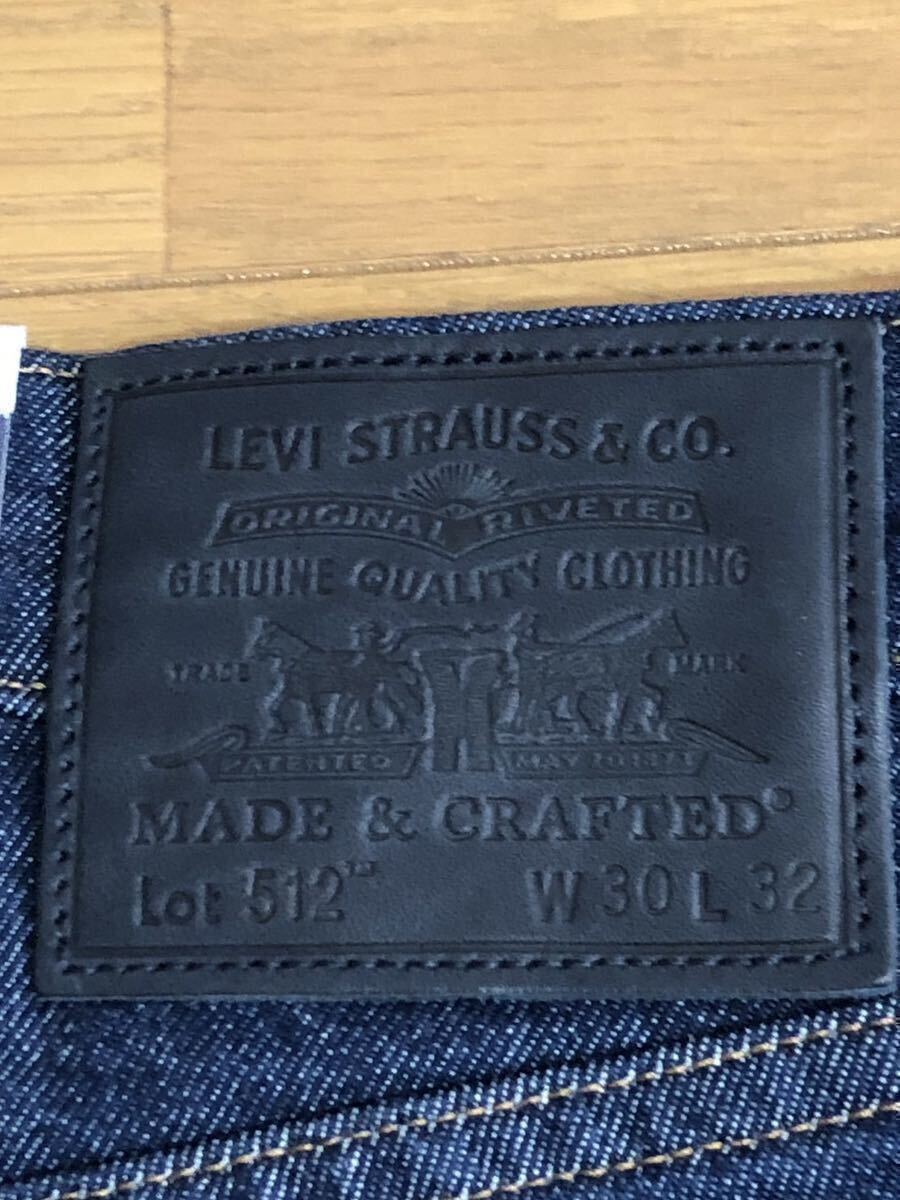 LEVI STRAUSS & CO.
ORIGINAL RIVETED
GENUINE QUALITY CLOTHING
TRADE MARK
PATENTED MAY 20 1873
MADE & CRAFTED®
Lot 512™ W 30 L 32